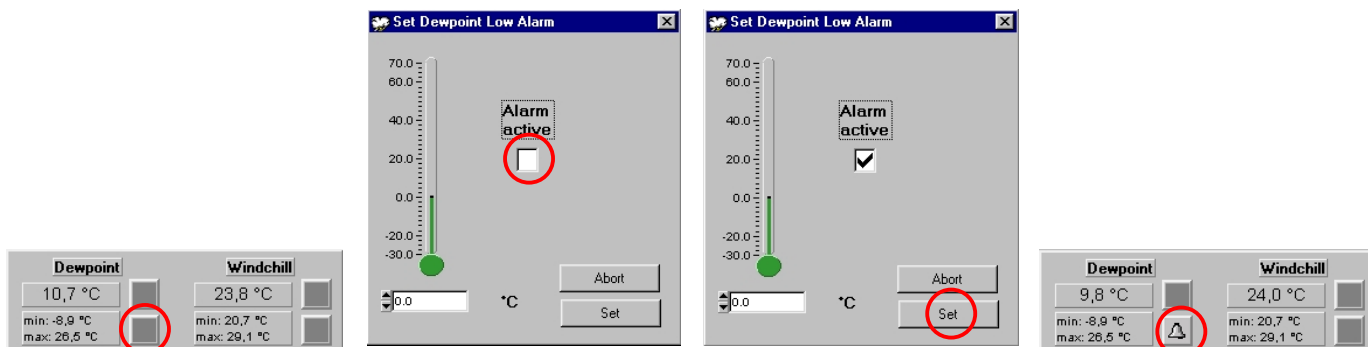 Dewpoint
Windchill
10,7 °C
23,8 °C
min: -8,9 °C
max: 26,5 °C
min: 20,7 °C
max: 29,1 °C
Set Dewpoint Low Alarm
70.0
60.0
40.0
20.0
0.0
-20.0
-30.0
Alarm
active
Abort
0.0
°C
Set
Set Dewpoint Low Alarm
70.0
60.0
40.0
20.0
0.0
-20.0
-30.0
Alarm
active
Abort
0.0
°C
Set
Dewpoint
Windchill
9,8 °C
24,0 °C
min: -8,9 °C
max: 26,5 °C
min: 20,7 °C
max: 29,1 °C